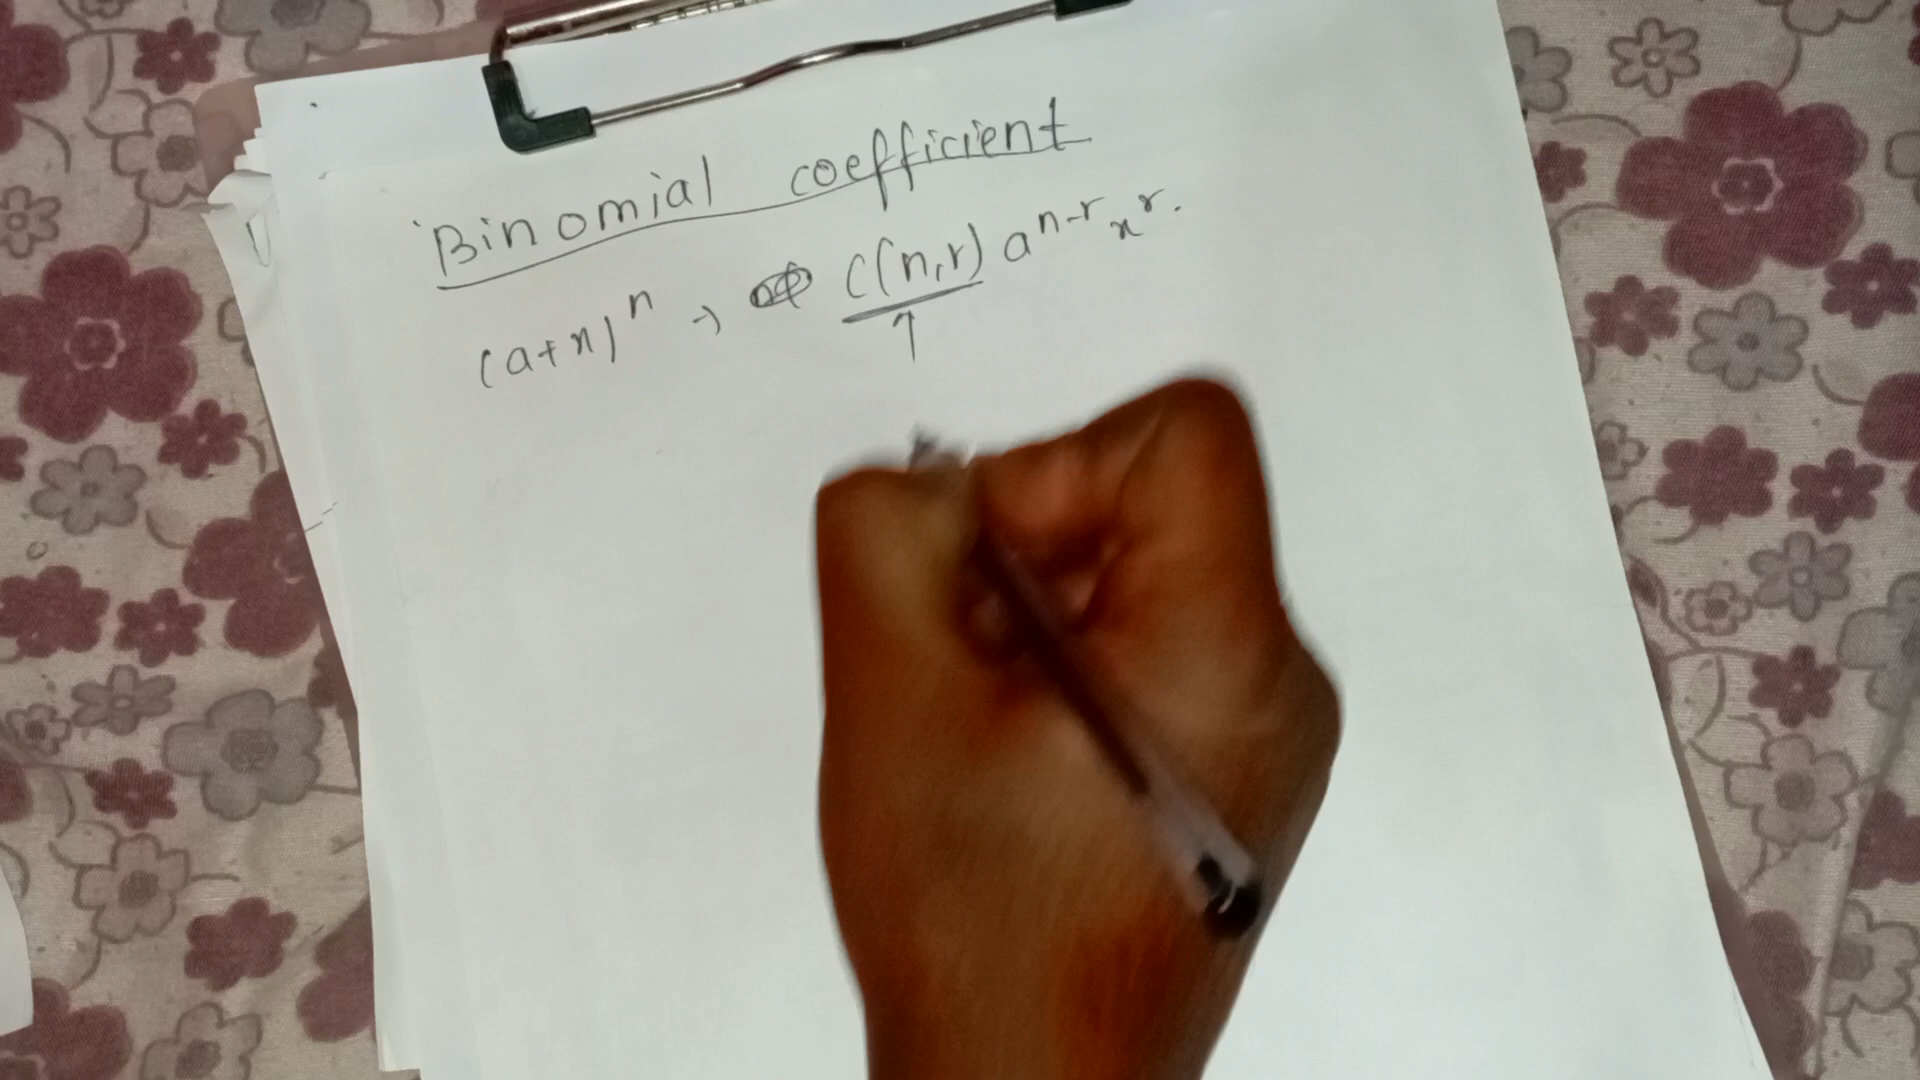 Binomial coefficient
(a+x)^n → C(n,r) a^{n-r} x^r.
↑